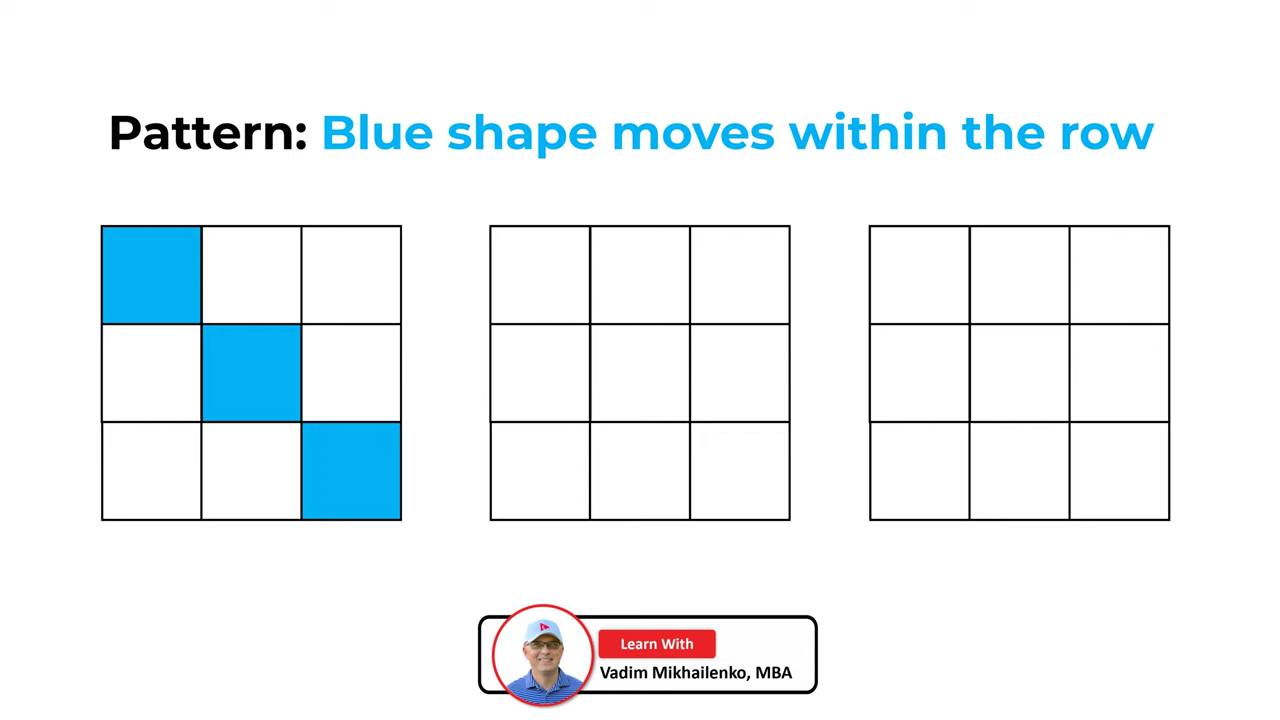 Pattern: Blue shape moves within the row
Learn With
Vadim Mikhailenko, MBA